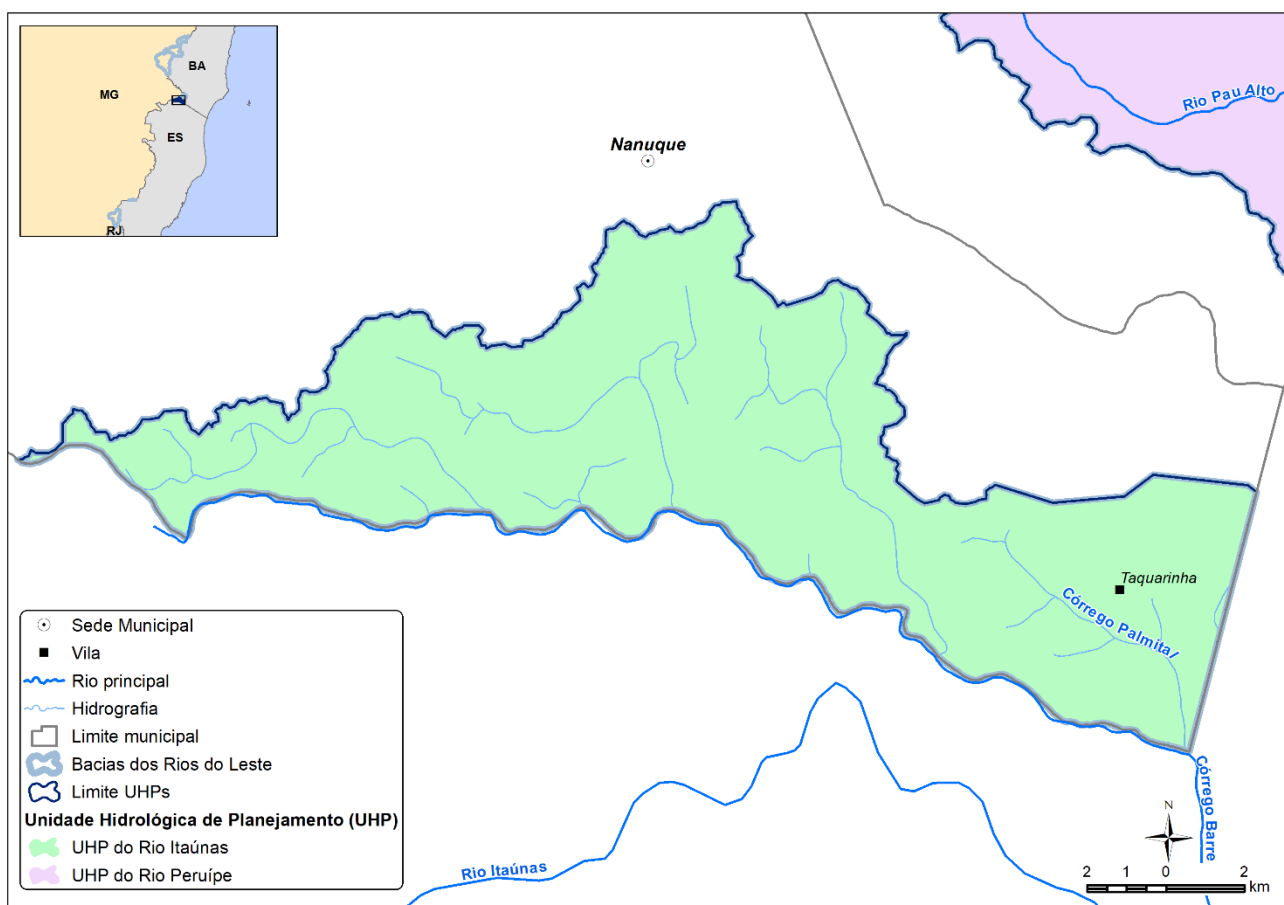 BA
MG
ES
RJ
Nanuque
Rio Pau Alto
Taquarinha
Córrego Palmital
Córrego Barre
Rio Itaúnas
Sede Municipal
Vila
Rio principal
Hidrografia
Limite municipal
Bacias dos Rios do Leste
Limite UHPs
Unidade Hidrológica de Planejamento (UHP)
UHP do Rio Itaúnas
UHP do Rio Peruípe
N
2 1 0 2
km